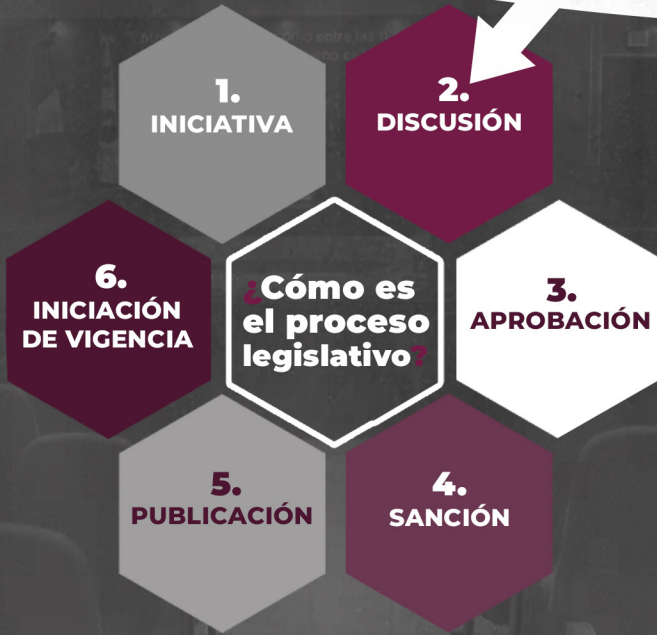 1.
INICIATIVA
2.
DISCUSIÓN
3.
APROBACIÓN
4.
SANCIÓN
5.
PUBLICACIÓN
6.
INICIACIÓN
DE VIGENCIA
¿Cómo es
el proceso
legislativo?